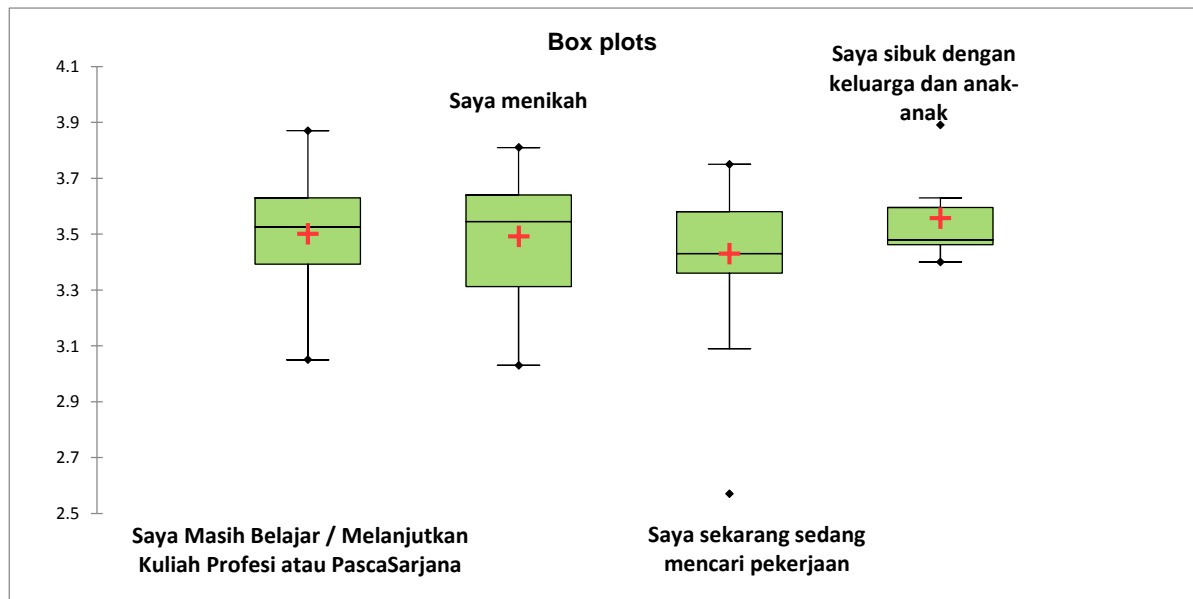 Box plots
Saya sibuk dengan
keluarga dan anak-
anak
Saya menikah
4.1
3.9
3.7
3.5
3.3
3.1
2.9
2.7
2.5
Saya Masih Belajar / Melanjutkan
Kuliah Profesi atau PascaSarjana
Saya sekarang sedang
mencari pekerjaan